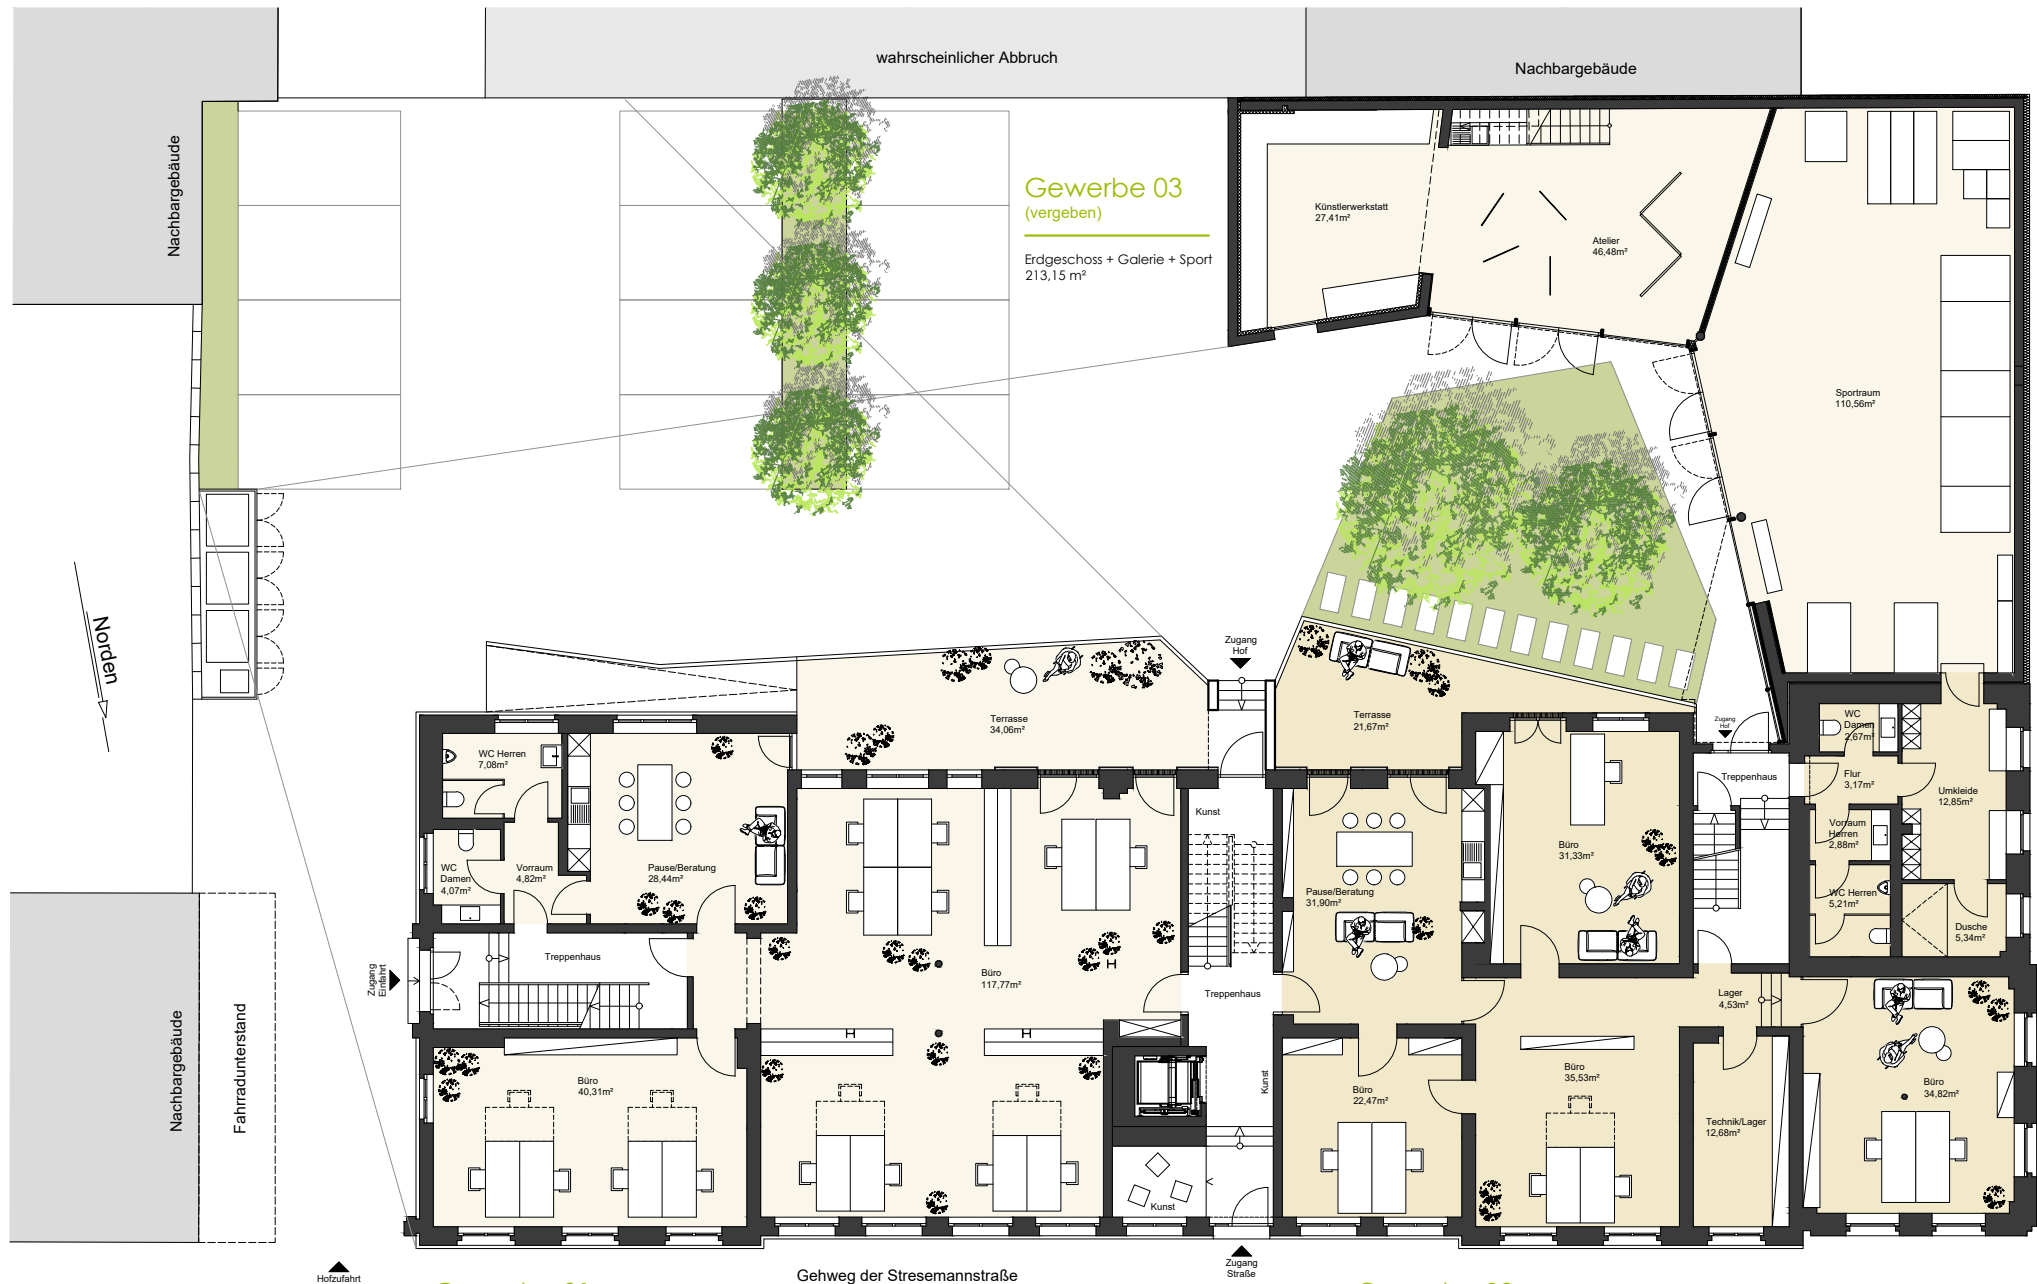 wahrscheinlicher Abbruch
Nachbargebäude
Nachbargebäude
Gewerbe 03
(vergeben)
Erdgeschoss + Galerie + Sport
213,15 m²
Künstlerwerkstatt
27,41m²
Atelier
46,48m²
Sportraum
110,56m²
Norden
Zugang
Hof
Terrasse
34,06m²
Terrasse
21,67m²
Zugang
Hof
WC Herren
7,08m²
WC
Damen
4,07m²
Vorraum
4,82m²
Pause/Beratung
28,44m²
Kunst
Büro
31,33m²
Pause/Beratung
31,90m²
Treppenhaus
WC
Damen
2,67m²
Flur
3,17m²
Umkleide
12,85m²
Vorraum
Herren
2,88m²
WC Herren
5,21m²
Dusche
5,34m²
Zugang
Einfahrt
Treppenhaus
Büro
117,77m²
H
Treppenhaus
Lager
4,53m²
H
H
Büro
40,31m²
Kunst
Büro
22,47m²
Büro
35,53m²
Technik/Lager
12,68m²
Büro
34,82m²
Nachbargebäude
Fahrradunterstand
Kunst
Hofzufahrt
Gehweg der Stresemannstraße
Zugang
Straße